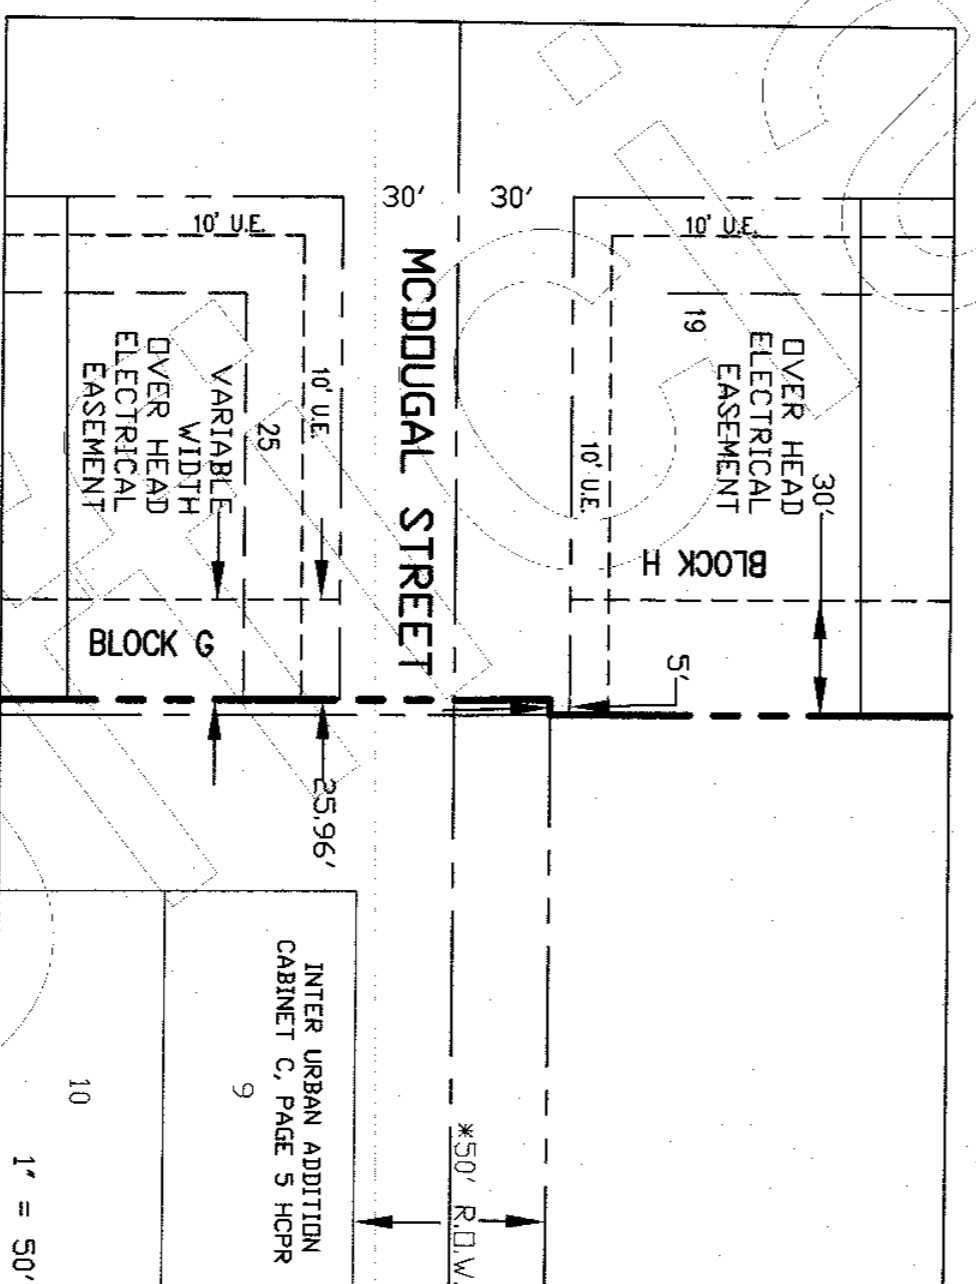 30'
30'
10' U.E.
10' U.E.
MCDOUGAL STREET
19
OVER HEAD
ELECTRICAL
EASEMENT
30'
10' U.E.
10' U.E.
25
VARIABLE
WIDTH
OVER HEAD
ELECTRICAL
EASEMENT
BLOCK H
BLOCK G
5'
25.96'
INTER URBAN ADDITION
CABINET C, PAGE 5 HCPR
9
10
*50' R.O.W.
1" = 50'